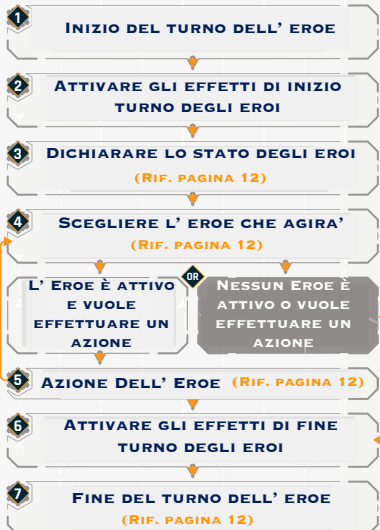 1
INIZIO DEL TURNO DELL' EROE
2
ATTIVARE GLI EFFETTI DI INIZIO
TURNO DEGLI EROI
3
DICHIARARE LO STATO DEGLI EROI
(RIF. PAGINA 12)
4
SCEGLIERE L' EROE CHE AGIRA'
(RIF. PAGINA 12)
L' EROE È ATTIVO
E VUOLE
EFFETTUARE UN
AZIONE
OR
NESSUN EROE È
ATTIVO O VUOLE
EFFETTUARE UN
AZIONE
5
AZIONE DELL' EROE (RIF. PAGINA 12)
6
ATTIVARE GLI EFFETTI DI FINE
TURNO DEGLI EROI
7
FINE DEL TURNO DELL' EROE
(RIF. PAGINA 12)